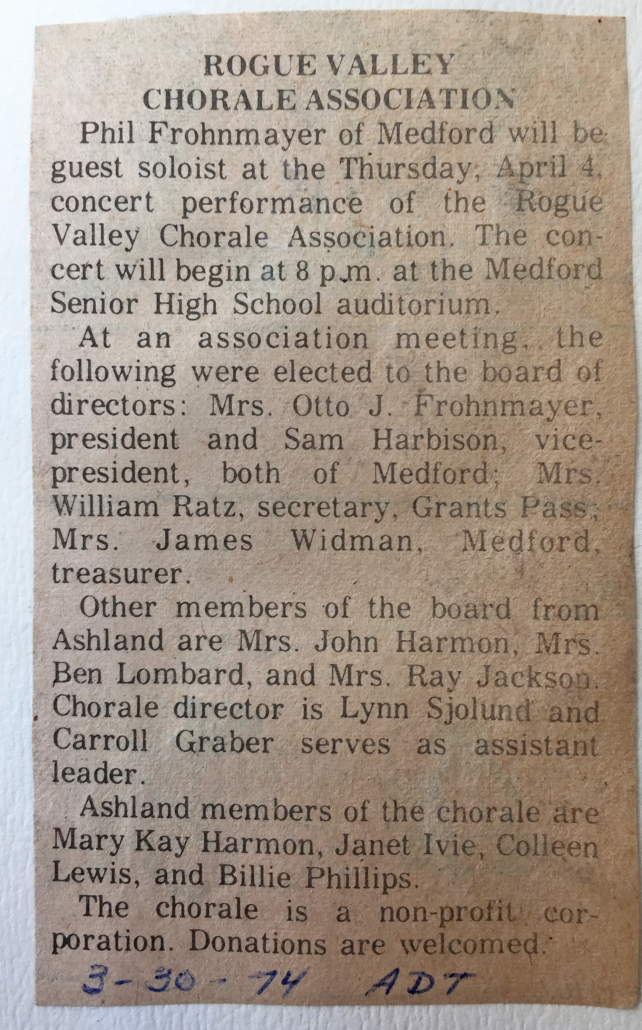 ROGUE VALLEY
CHORALE ASSOCIATION
Phil Frohnmayer of Medford will be
guest soloist at the Thursday, April 4,
concert performance of the Rogue
Valley Chorale Association. The con-
cert will begin at 8 p.m. at the Medford
Senior High School auditorium.
At an association meeting, the
following were elected to the board of
directors: Mrs. Otto J. Frohnmayer,
president and Sam Harbison, vice-
president, both of Medford; Mrs.
William Ratz, secretary, Grants Pass;
Mrs. James Widman, Medford,
treasurer.
Other members of the board from
Ashland are Mrs. John Harmon, Mrs.
Ben Lombard, and Mrs. Ray Jackson.
Chorale director is Lynn Sjolund and
Carroll Graber serves as assistant
leader.
Ashland members of the chorale are
Mary Kay Harmon, Janet Ivie, Colleen
Lewis, and Billie Phillips.
The chorale is a non-profit cor-
poration. Donations are welcomed.
3-30-74 ADT